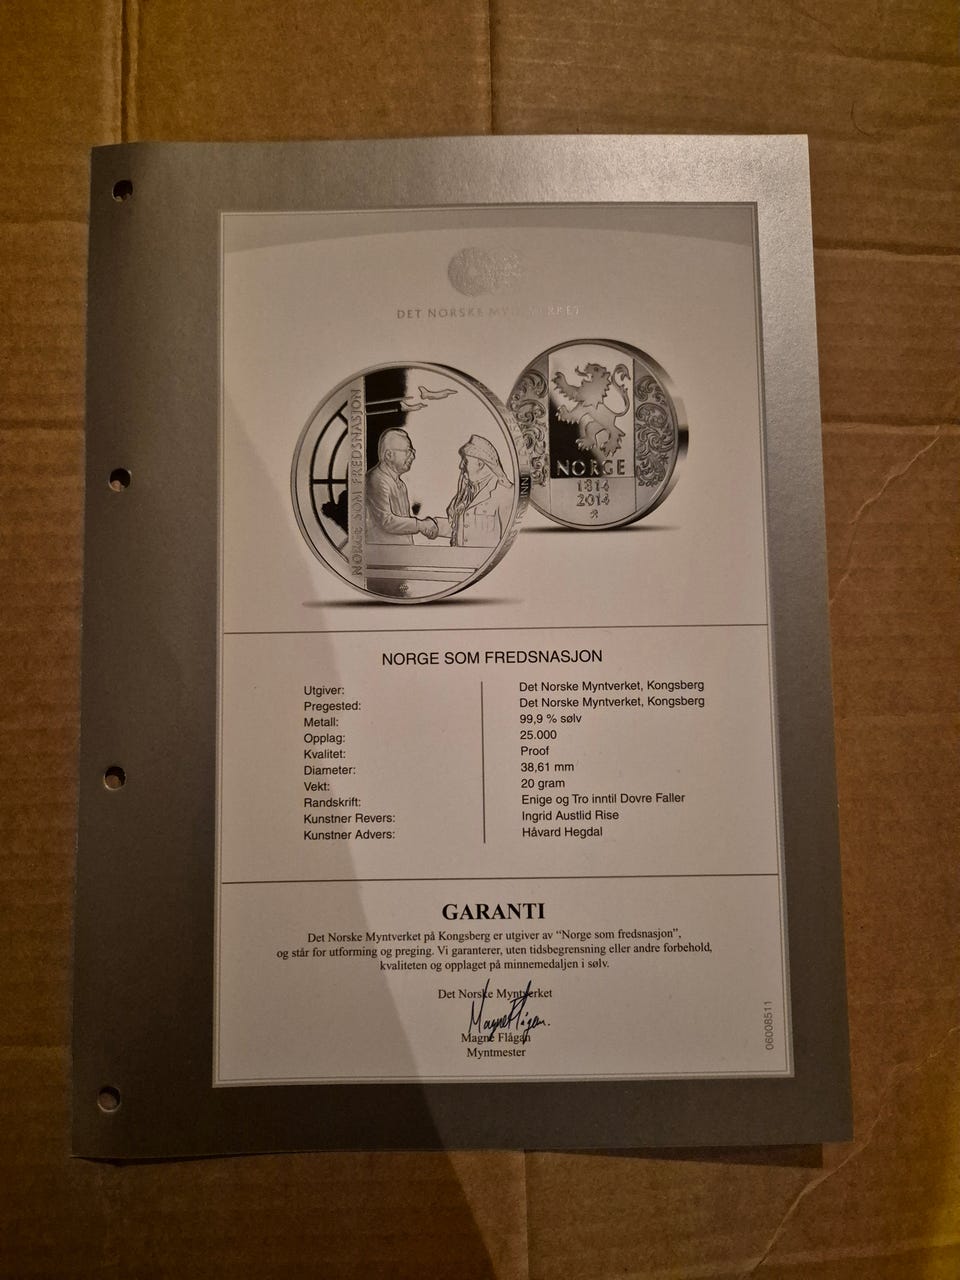 DET NORSKE MYNTVERKET
NORGE SOM FREDSNASJON
NORGE
1814
2014
NORGE SOM FREDSNASJON
Utgiver: Det Norske Myntverket, Kongsberg
Pregested: Det Norske Myntverket, Kongsberg
Metall: 99,9 % sølv
Opplag: 25.000
Kvalitet: Proof
Diameter: 38,61 mm
Vekt: 20 gram
Randskrift: Enige og Tro inntil Dovre Faller
Kunstner Revers: Ingrid Austlid Rise
Kunstner Advers: Håvard Hegdal
GARANTI
Det Norske Myntverket på Kongsberg er utgiver av “Norge som fredsnasjon”,
og står for utforming og preging. Vi garanterer, uten tidsbegrensning eller andre forbehold,
kvaliteten og opplaget på minnemedaljen i sølv.
Det Norske Myntverket
Magne Flågan
Magne Flågan
Myntmester
06008511